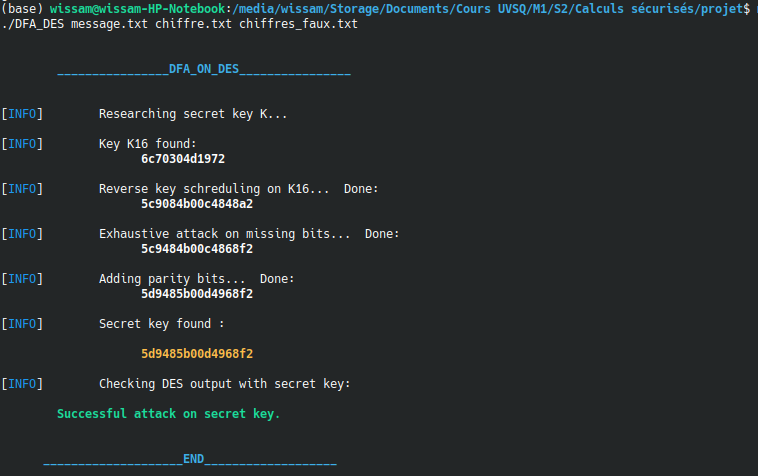 (base) wissam@wissam-HP-Notebook:/media/wissam/Storage/Documents/Cours UVSQ/M1/S2/Calculs sécurisés/projet$
./DFA_DES message.txt chiffre.txt chiffres_faux.txt
________________DFA_ON_DES________________
[INFO] Researching secret key K...
[INFO] Key K16 found:
6c70304d1972
[INFO] Reverse key schreduling on K16... Done:
5c9084b00c4848a2
[INFO] Exhaustive attack on missing bits... Done:
5c9484b00c4868f2
[INFO] Adding parity bits... Done:
5d9485b00d4968f2
[INFO] Secret key found :
5d9485b00d4968f2
[INFO] Checking DES output with secret key:
Successful attack on secret key.
____________________END___________________